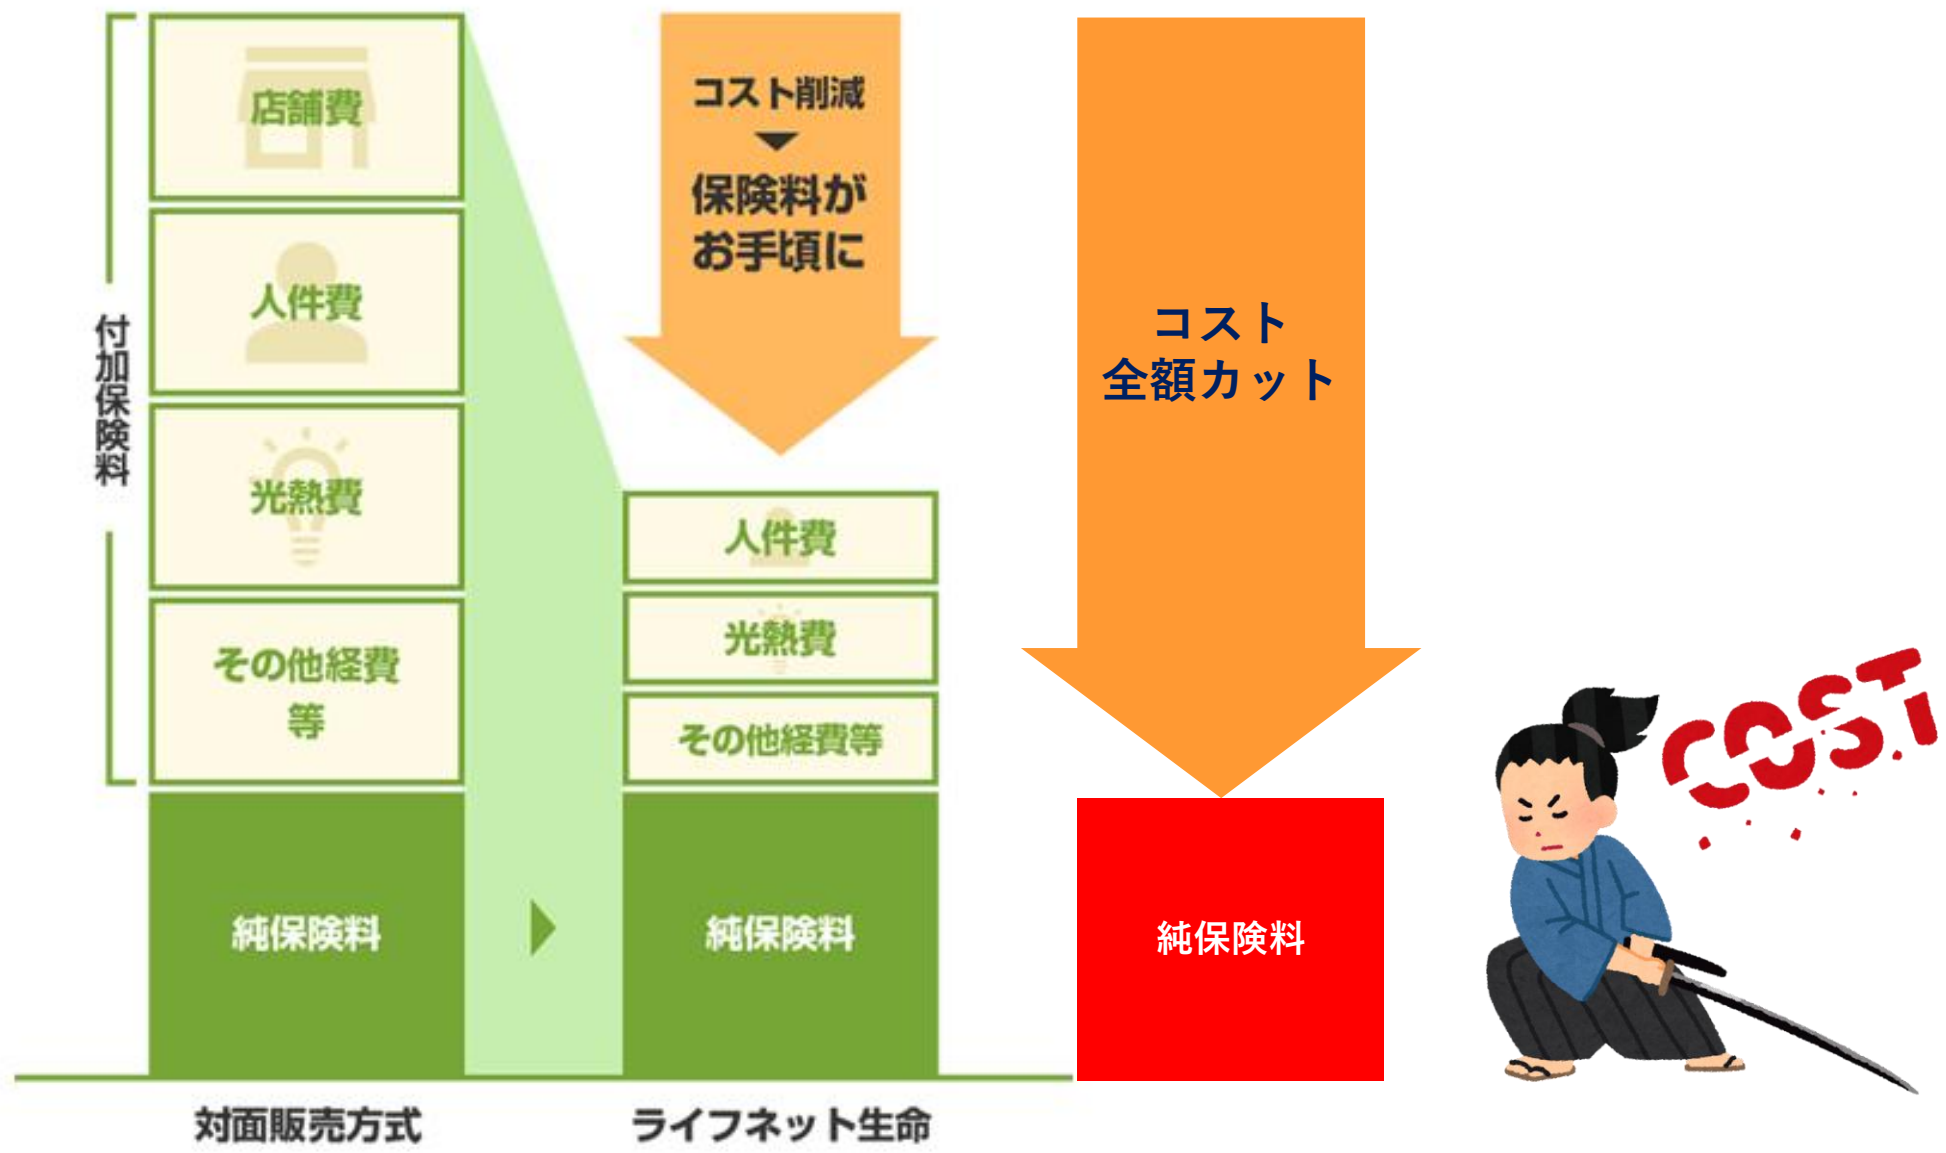 付加保険料
店舗費
人件費
光熱費
その他経費
等
純保険料
対面販売方式
コスト削減
保険料が
お手頃に
人件費
光熱費
その他経費等
純保険料
ライフネット生命
コスト
全額カット
純保険料
COST